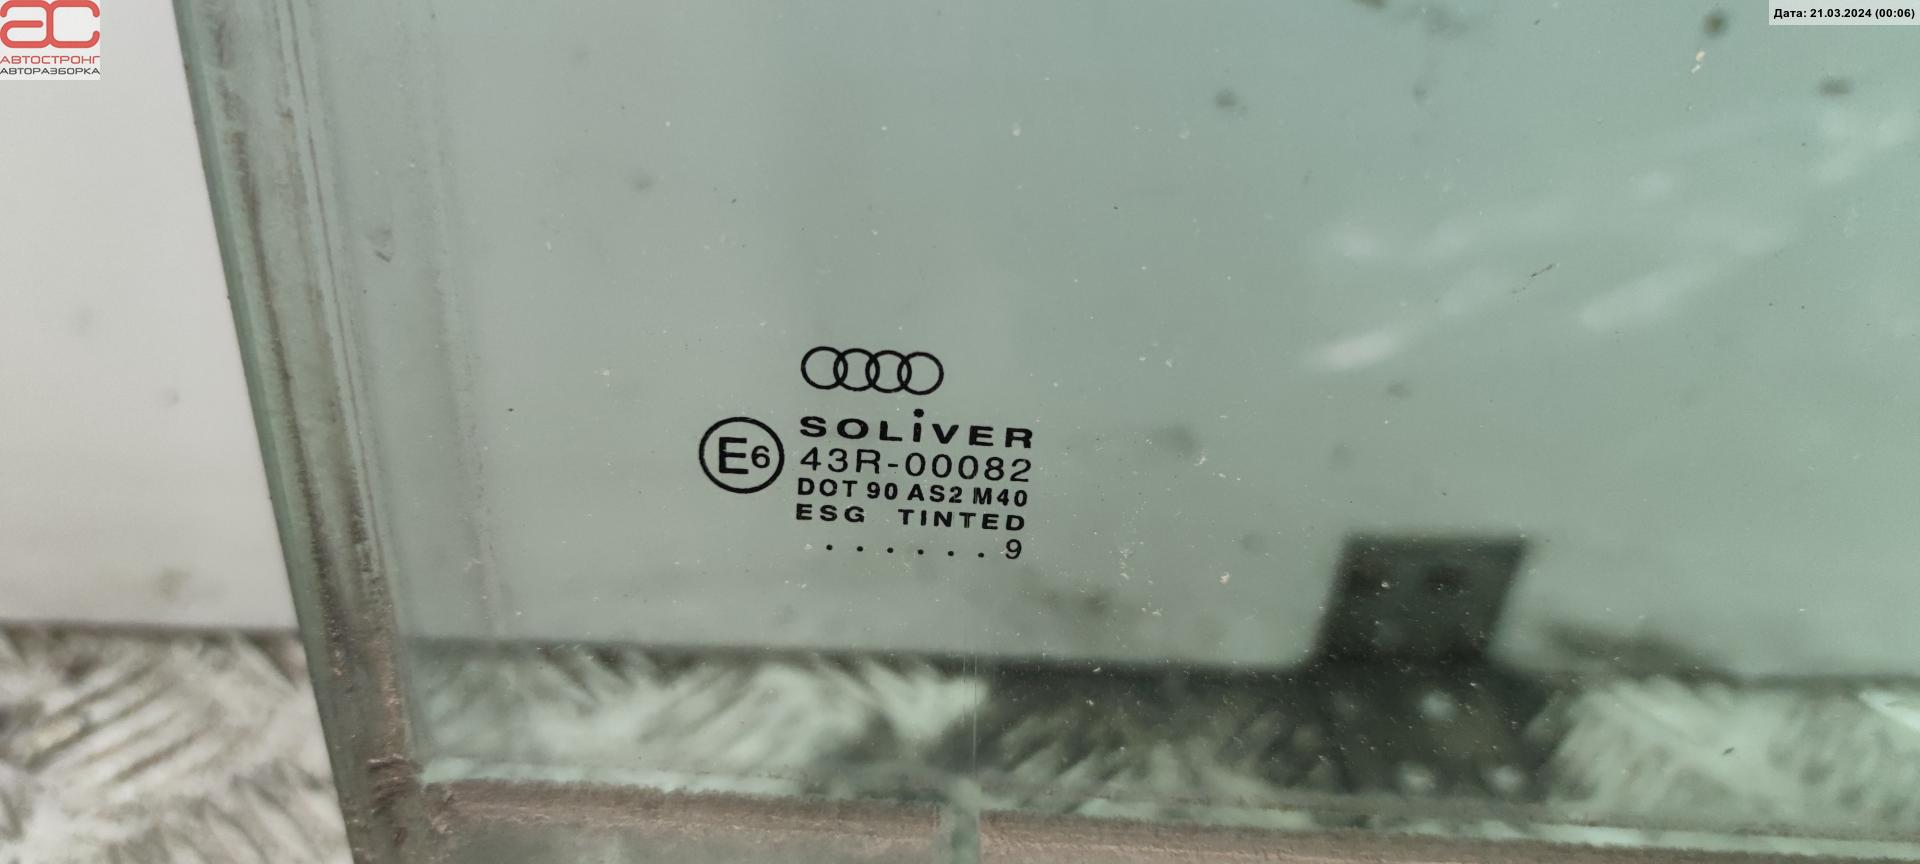 АВТОСТРОНГ
АВТОРАЗБОРКА
Дата: 21.03.2024 (00:06)
SOLiVER
E6
43R-00082
DOT 90 AS2 M40
ESG TINTED
. . . . . . 9